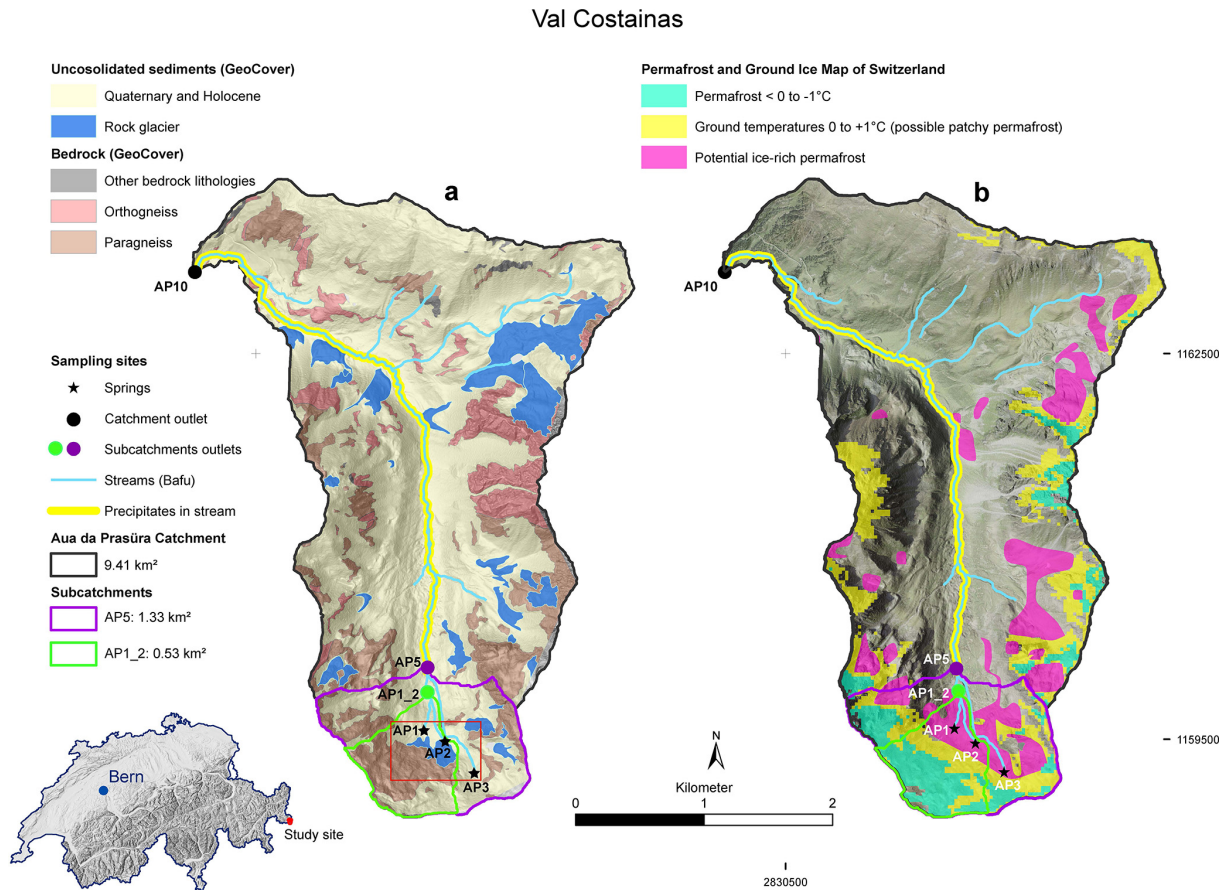 Val Costainas
Uncosolidated sediments (GeoCover)
Quaternary and Holocene
Rock glacier
Bedrock (GeoCover)
Other bedrock lithologies
Orthogneiss
Paragneiss
Permafrost and Ground Ice Map of Switzerland
Permafrost < 0 to -1°C
Ground temperatures 0 to +1°C (possible patchy permafrost)
Potential ice-rich permafrost
a
b
AP10
AP10
1162500
Sampling sites
Springs
Catchment outlet
Subcatchments outlets
Streams (Bafu)
Precipitates in stream
Aua da Prasüra Catchment
9.41 km²
Subcatchments
AP5: 1.33 km²
AP1_2: 0.53 km²
AP5
AP1_2
AP1
AP2
AP3
AP5
AP1_2
AP1
AP2
AP3
1159500
N
Kilometer
0
1
2
Bern
Study site
2830500